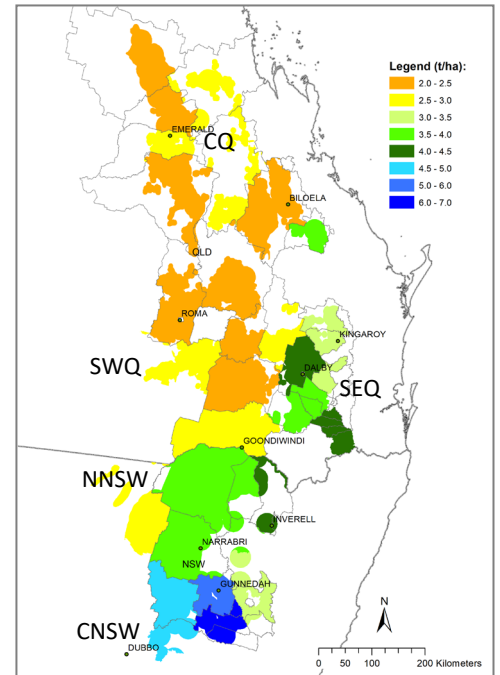 Legend (t/ha):
2.0 - 2.5
2.5 - 3.0
3.0 - 3.5
3.5 - 4.0
4.0 - 4.5
4.5 - 5.0
5.0 - 6.0
6.0 - 7.0
EMERALD
CQ
BILOELA
QLD
ROMA
KINGAROY
SWQ
DALBY
SEQ
GOONDIWINDI
NNSW
INVERELL
NARRABRI
NSW
GUNNEDAH
CNSW
DUBBO
N
0 50 100 200 Kilometers